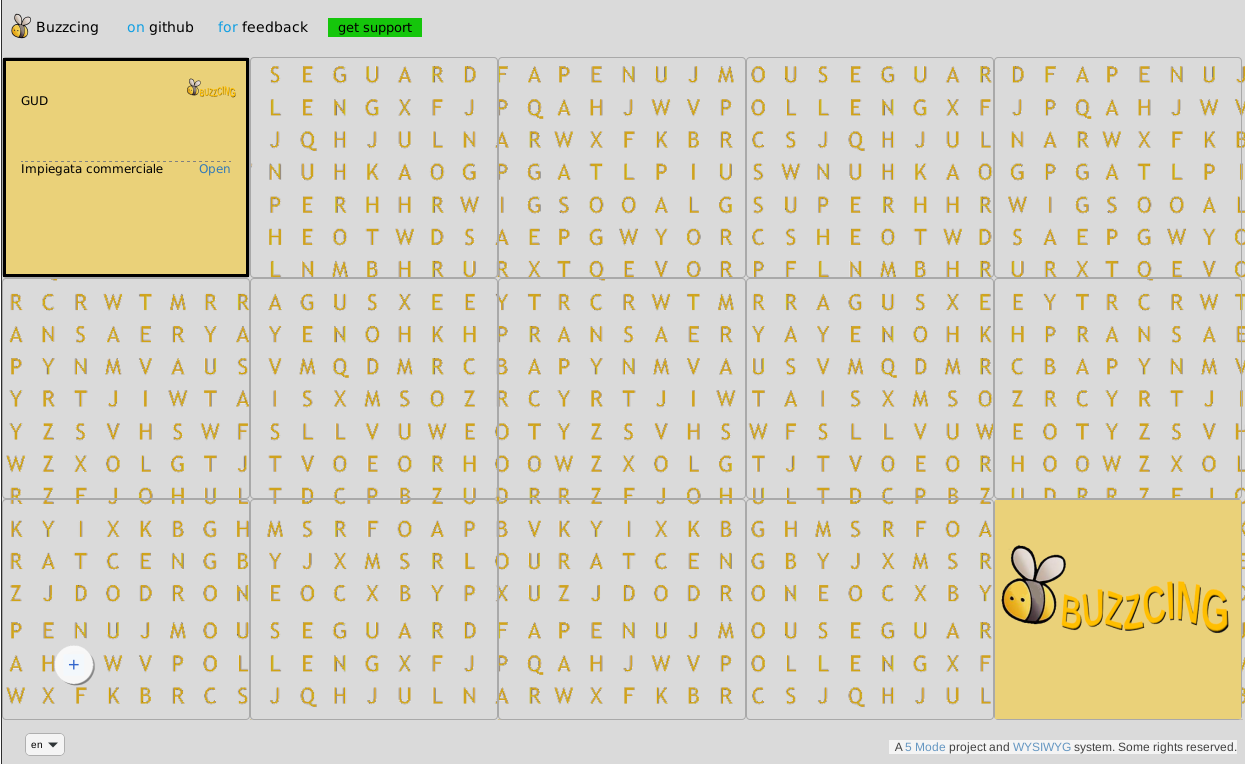 Buzzcing on github for feedback get support
BUZZCING
GUD
Impiegata commerciale Open
S E G U A R D F A P E N U J M O U S E G U A R D F A P E N U J
L E N G X F J P Q A H J W V P O L L E N G X F J P Q A H J W V
J Q H J U L N A R W X F K B R C S J Q H J U L N A R W X F K B
N U H K A O G P G A T L P I U S W N U H K A O G P G A T L P I
P E R H H R W I G S O O A L G S U P E R H H R W I G S O O A L
H E O T W D S A E P G W Y O R C S H E O T W D S A E P G W Y O
L N M B H R U R X T Q E V O R P F L N M B H R U R X T Q E V O
R C R W T M R R A G U S X E E Y T R C R W T M R R A G U S X E E Y T R C R W T
A N S A E R Y A Y E N O H K H P R A N S A E R Y A Y E N O H K H P R A N S A E
P Y N M V A U S V M Q D M R C B A P Y N M V A U S V M Q D M R C B A P Y N M V
Y R T J I W T A I S X M S O Z R C Y R T J I W T A I S X M S O Z R C Y R T J I
Y Z S V H S W F S L L V U W E O T Y Z S V H S W F S L L V U W E O T Y Z S V H
W Z X O L G T J T V O E O R H O O W Z X O L G T J T V O E O R H O O W Z X O L
R Z F J O H U L T D C P B Z U O R R Z F J O H U L T D C P B Z U D R R Z F J O
K Y I X K B G H M S R F O A P B V K Y I X K B G H M S R F O A
R A T C E N G B Y J X M S R L O U R A T C E N G B Y J X M S R
Z J D O D R O N E O C X B Y P X U Z J D O D R O N E O C X B Y
P E N U J M O U S E G U A R D F A P E N U J M O U S E G U A R
A H + W V P O L L E N G X F J P Q A H J W V P O L L E N G X F
W X F K B R C S J Q H J U L N A R W X F K B R C S J Q H J U L
BUZZCING
en
A 5 Mode project and WYSIWYG system. Some rights reserved.